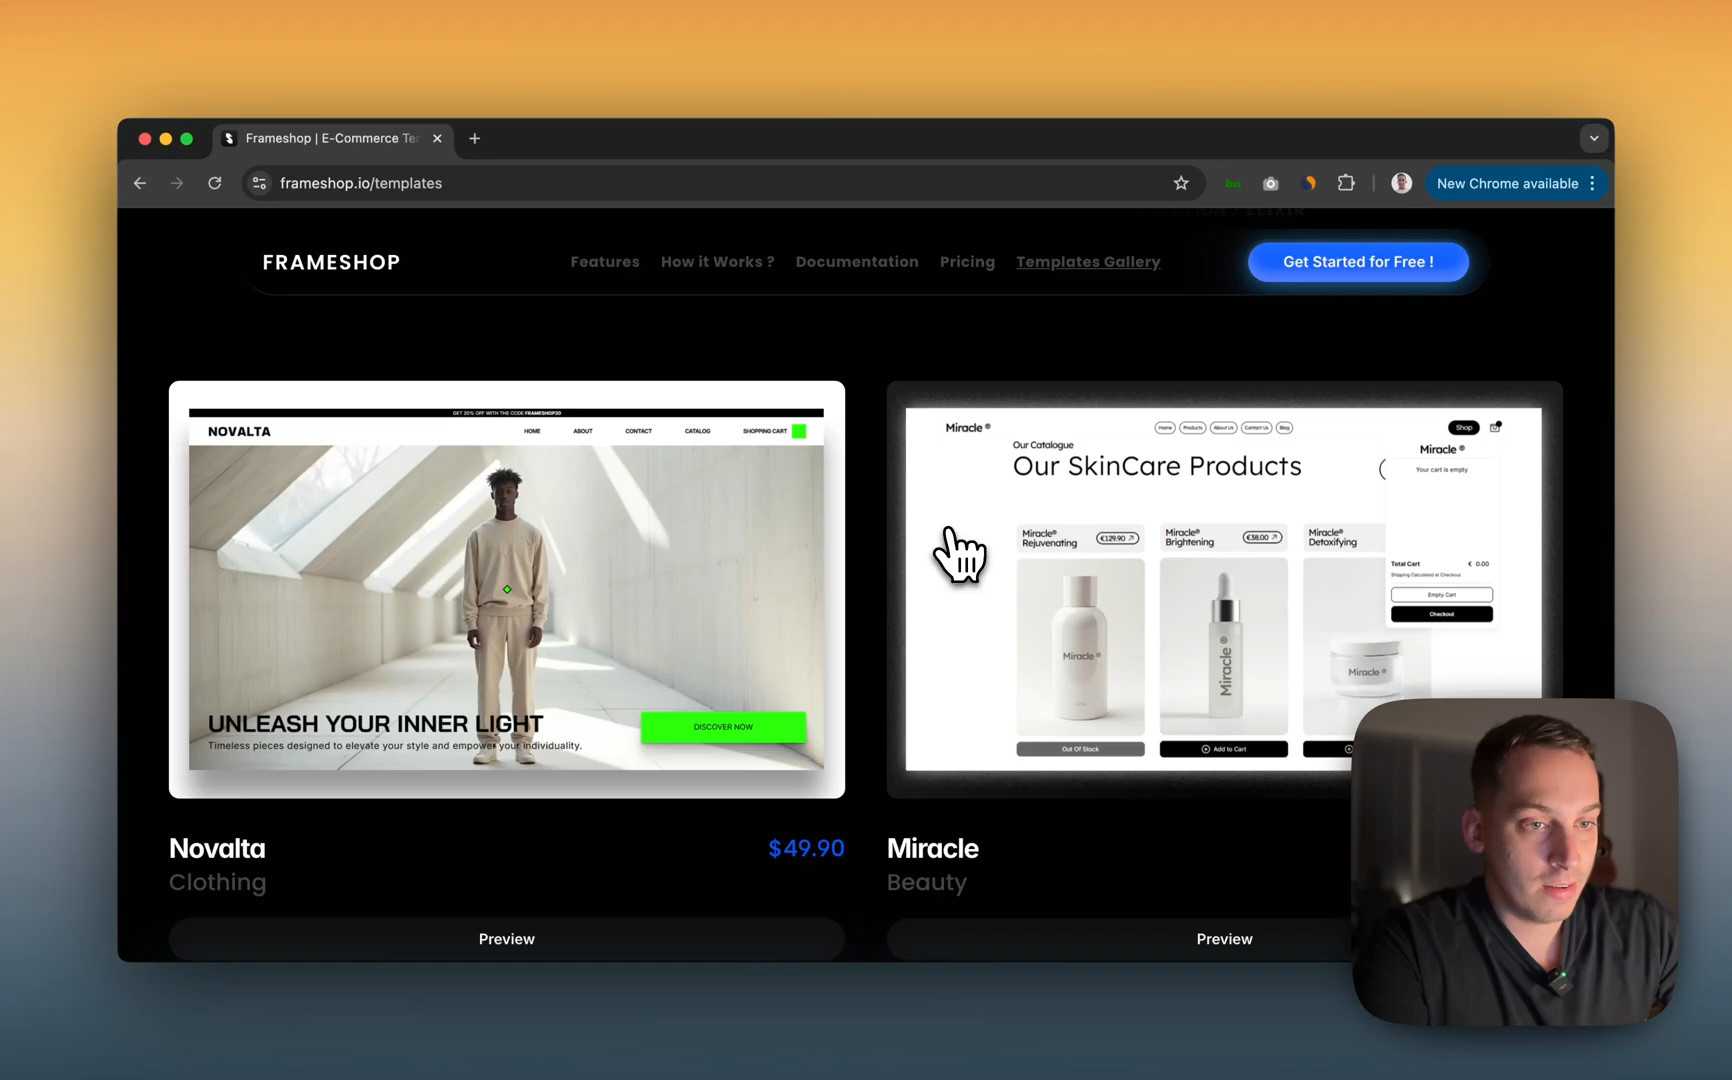 Frameshop | E-Commerce Te
frameshop.io/templates
New Chrome available
FRAMESHOP
Features
How it Works ?
Documentation
Pricing
Templates Gallery
Get Started for Free !
GET 20% OFF WITH THE CODE FRAMESHOP20
NOVALTA
HOME
ABOUT
CONTACT
CATALOG
SHOPPING CART
UNLEASH YOUR INNER LIGHT
Timeless pieces designed to elevate your style and empower your individuality.
DISCOVER NOW
Miracle ®
Home
Products
About Us
Contact Us
Blog
Shop
Our Catalogue
Our SkinCare Products
Miracle ®
Your cart is empty
Miracle®
Rejuvenating
€129.90
Miracle®
Brightening
€38.00
Miracle®
Detoxifying
Miracle ®
Miracle ®
Miracle ®
Total Cart
€ 0.00
Shipping Calculated at Checkout
Empty Cart
Checkout
Out Of Stock
Add to Cart
Novalta
$49.90
Clothing
Preview
Miracle
Beauty
Preview